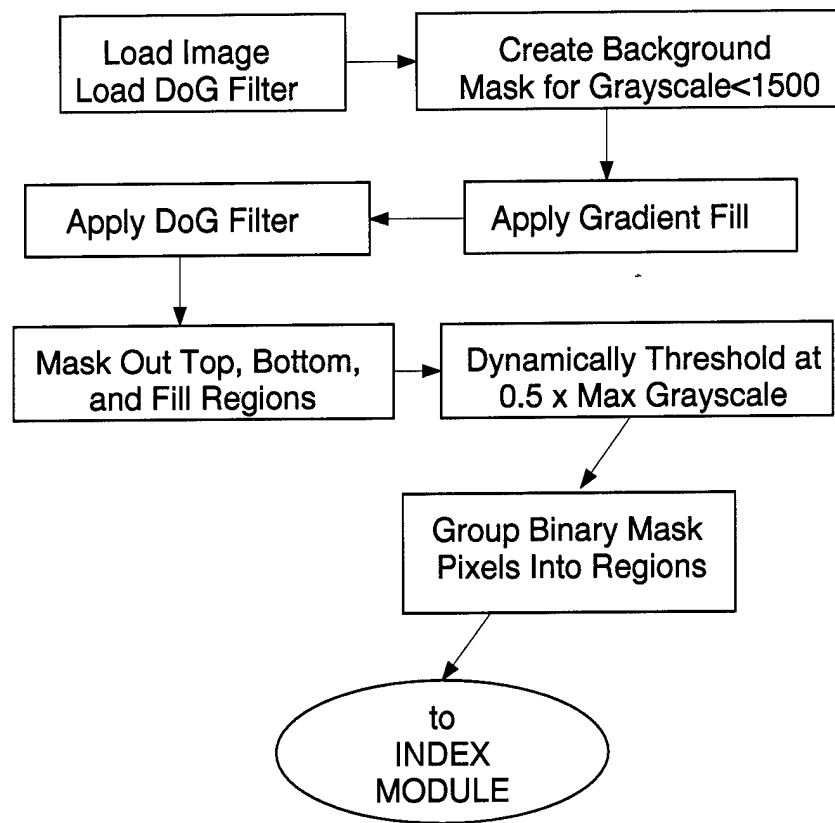 Load Image
Load DoG Filter
Create Background
Mask for Grayscale<1500
Apply Gradient Fill
Apply DoG Filter
Mask Out Top, Bottom,
and Fill Regions
Dynamically Threshold at
0.5 x Max Grayscale
Group Binary Mask
Pixels Into Regions
to
INDEX
MODULE